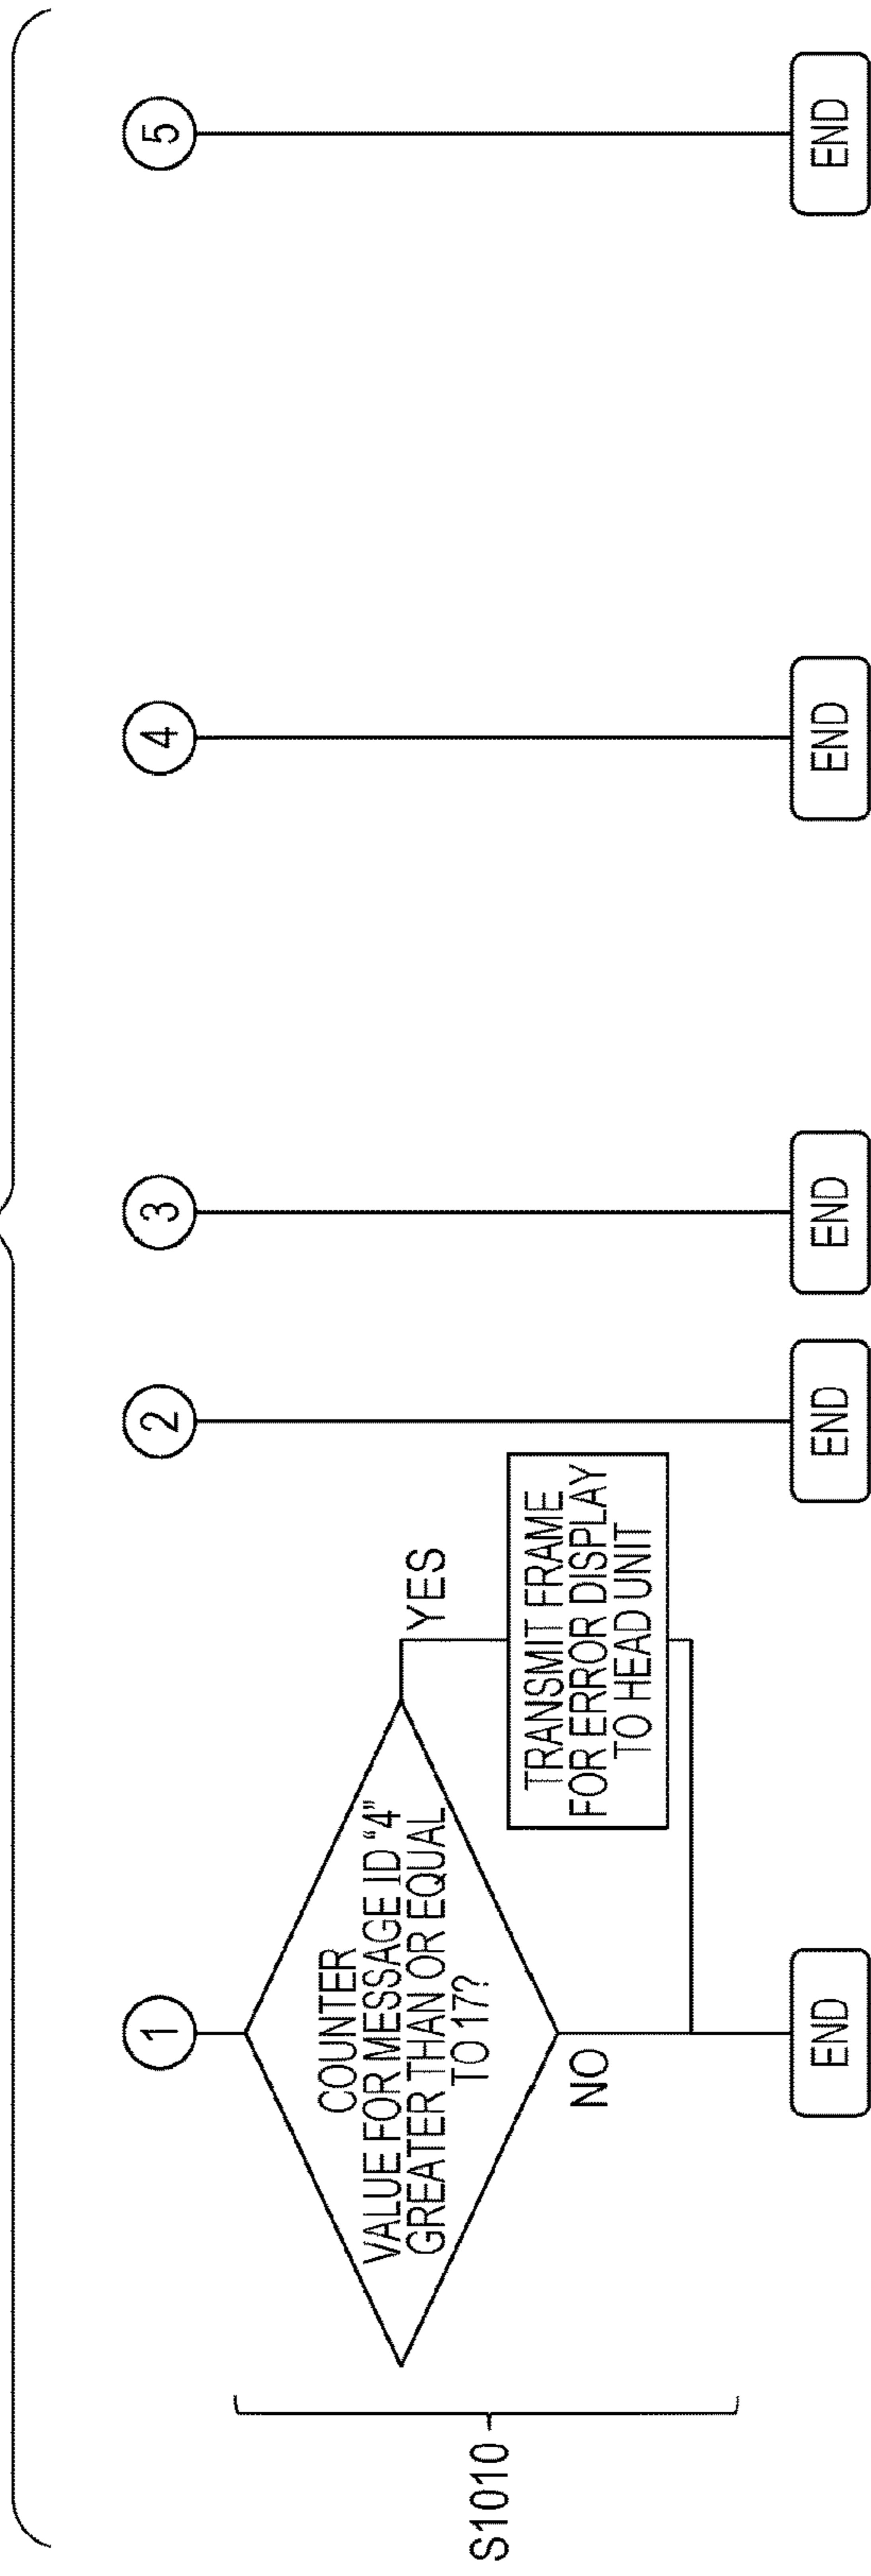 1
2
3
4
5
COUNTER
VALUE FOR MESSAGE ID “4”
GREATER THAN OR EQUAL
TO 17?
YES
NO
TRANSMIT FRAME
FOR ERROR DISPLAY
TO HEAD UNIT
S1010
END
END
END
END
END